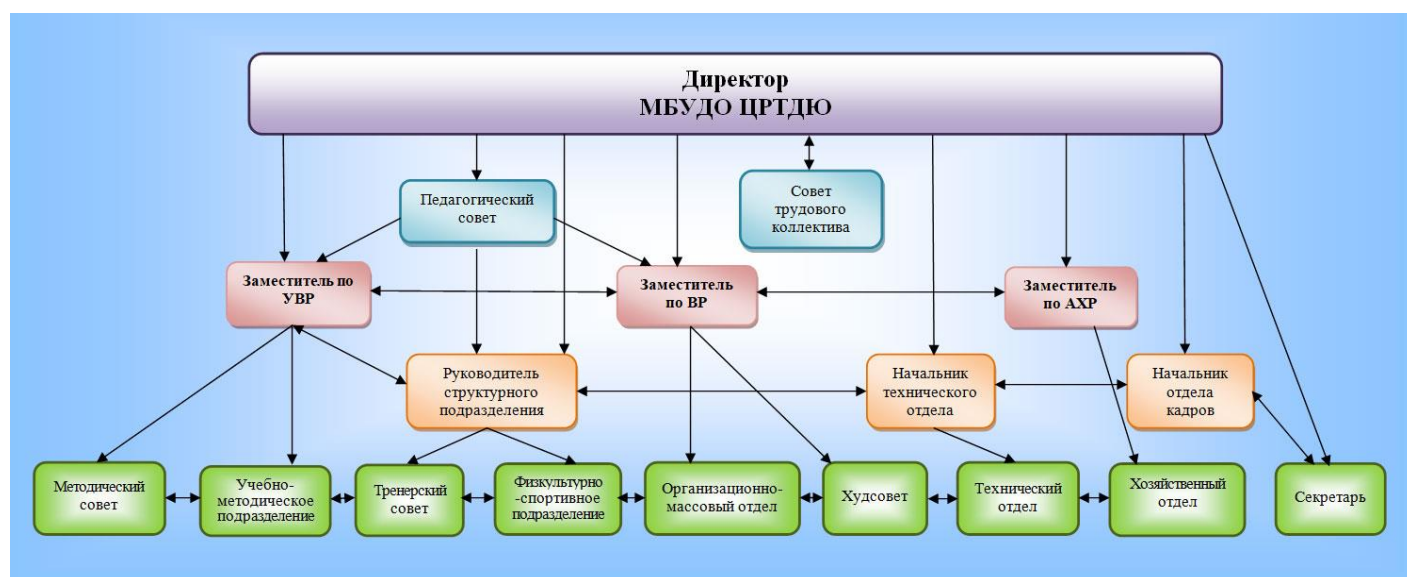 Директор
МБУДО ЦРТДЮ
Педагогический
совет
Совет
трудового
коллектива
Заместитель по
УВР
Заместитель
по ВР
Заместитель
по АХР
Руководитель
структурного
подразделения
Начальник
технического
отдела
Начальник
отдела
кадров
Методический
совет
Учебно-
методическое
подразделение
Тренерский
совет
Физкультурно
-спортивное
подразделение
Организационно-
массовый отдел
Худсовет
Технический
отдел
Хозяйственный
отдел
Секретарь